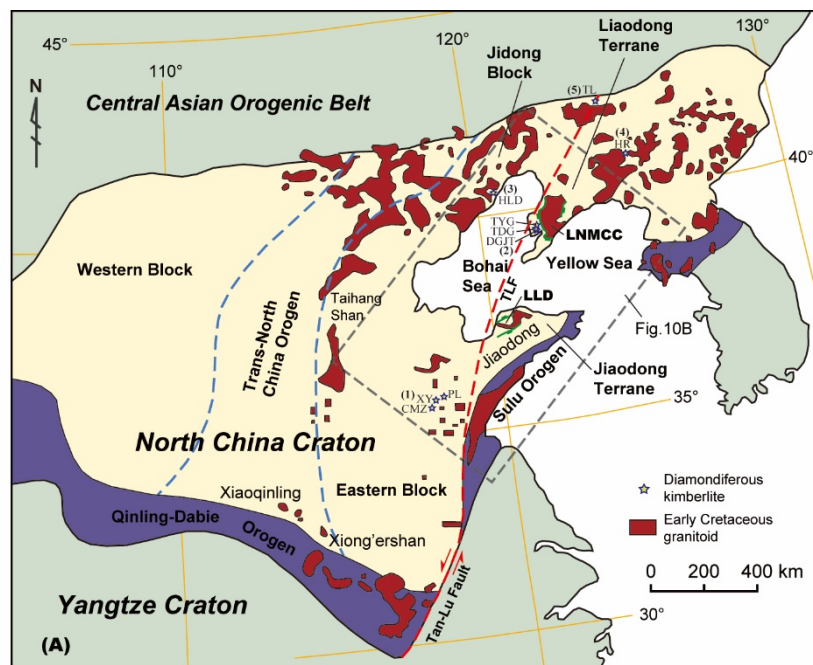 45°
110°
120°
130°
40°
35°
30°
110°
120°
N
Central Asian Orogenic Belt
Jidong
Block
Liaodong
Terrane
(5) TL
(4)
HR
(3)
HLD
TYG
TDG
DGJT
(2)
LNMCC
Western Block
Bohai
Sea
Yellow Sea
TLF
LLD
Taihang
Shan
Trans-North
China Orogen
Jiaodong
Fig.10B
Jiaodong
Terrane
Sulu Orogen
(1) XY
PL
CMZ
North China Craton
Eastern Block
Xiaoqinling
Qinling-Dabie
Orogen
Xiong'ershan
Yangtze Craton
Tan-Lu Fault
Diamondiferous
kimberlite
Early Cretaceous
granitoid
0 200 400 km
(A)